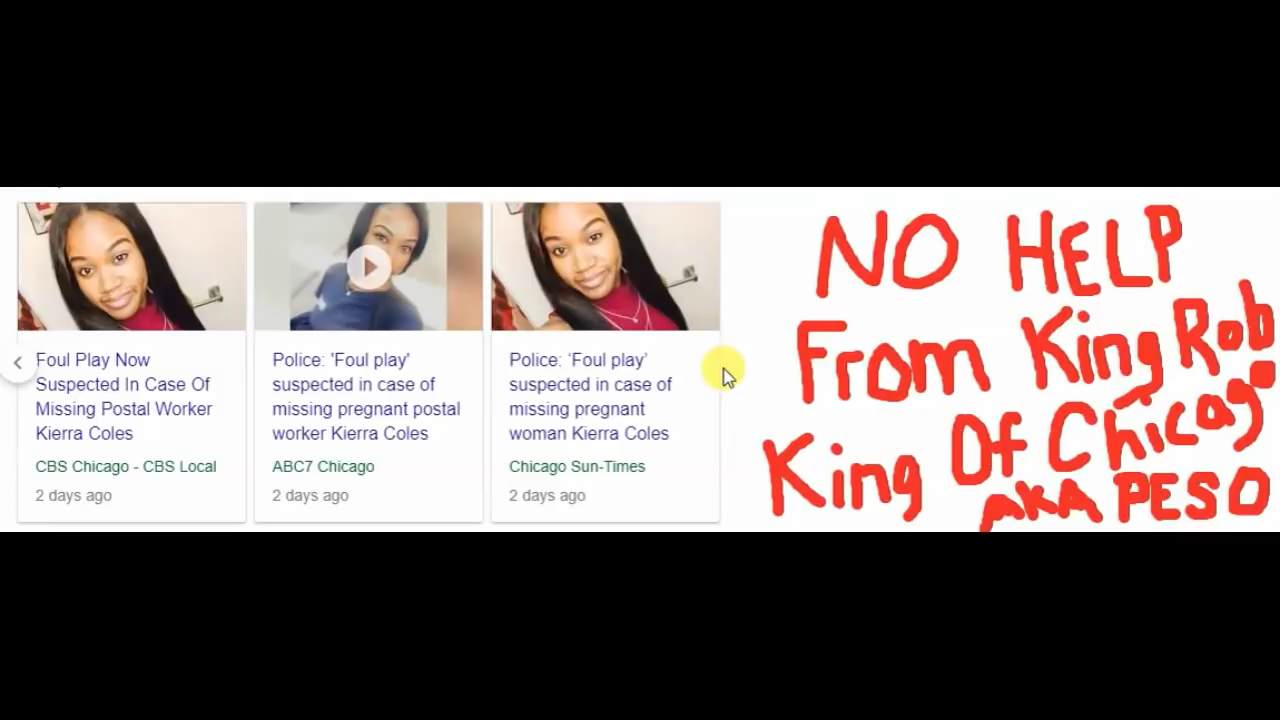 Foul Play Now
Suspected In Case Of
Missing Postal Worker
Kierra Coles
CBS Chicago - CBS Local
2 days ago
Police: 'Foul play'
suspected in case of
missing pregnant postal
worker Kierra Coles
ABC7 Chicago
2 days ago
Police: ‘Foul play’
suspected in case of
missing pregnant
woman Kierra Coles
Chicago Sun-Times
2 days ago
NO HELP
From King Rob
King Of Chicago
AKA PESO